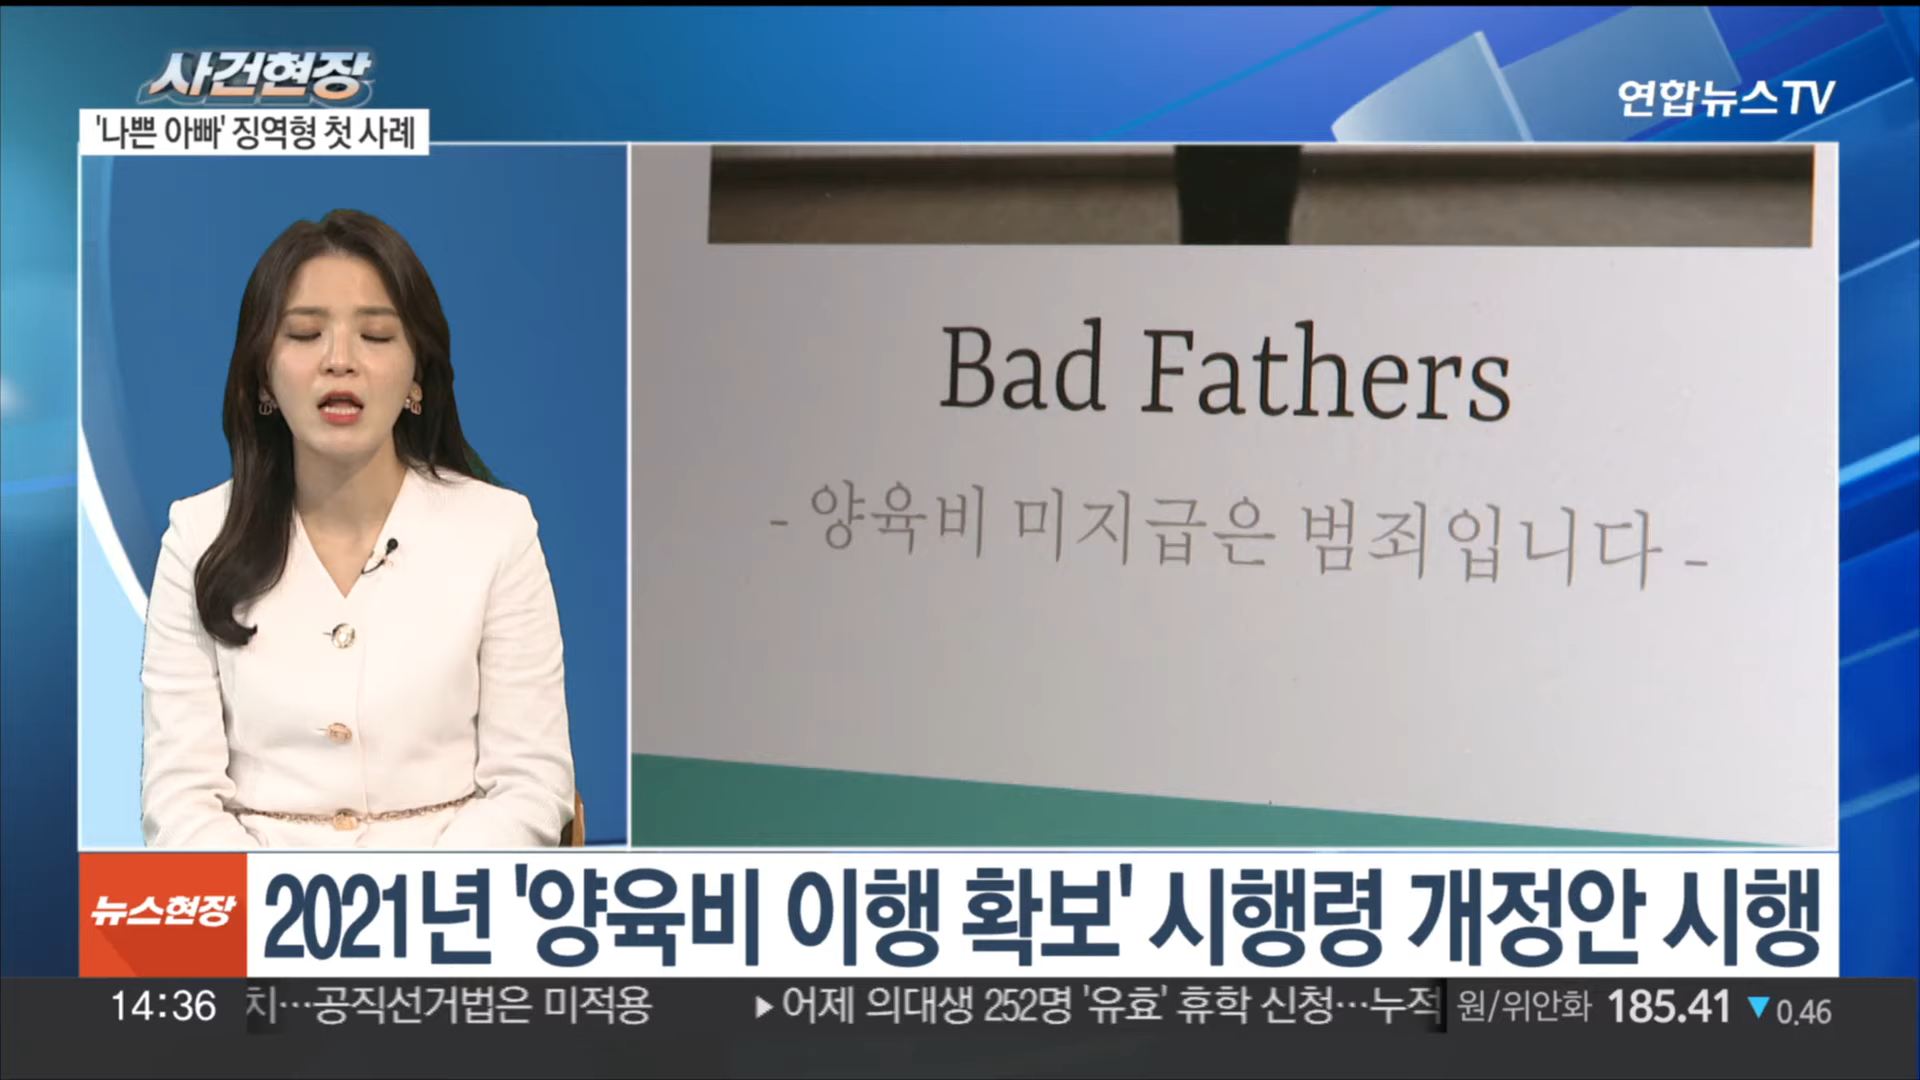 사건현장
'나쁜 아빠' 징역형 첫 사례
연합뉴스TV
Bad Fathers
- 양육비 미지급은 범죄입니다 -
뉴스현장
2021년 '양육비 이행 확보' 시행령 개정안 시행
14:36
치…공직선거법은 미적용 ▶어제 의대생 252명 '유효' 휴학 신청…누적
원/위안화 185.41 ▼0.46